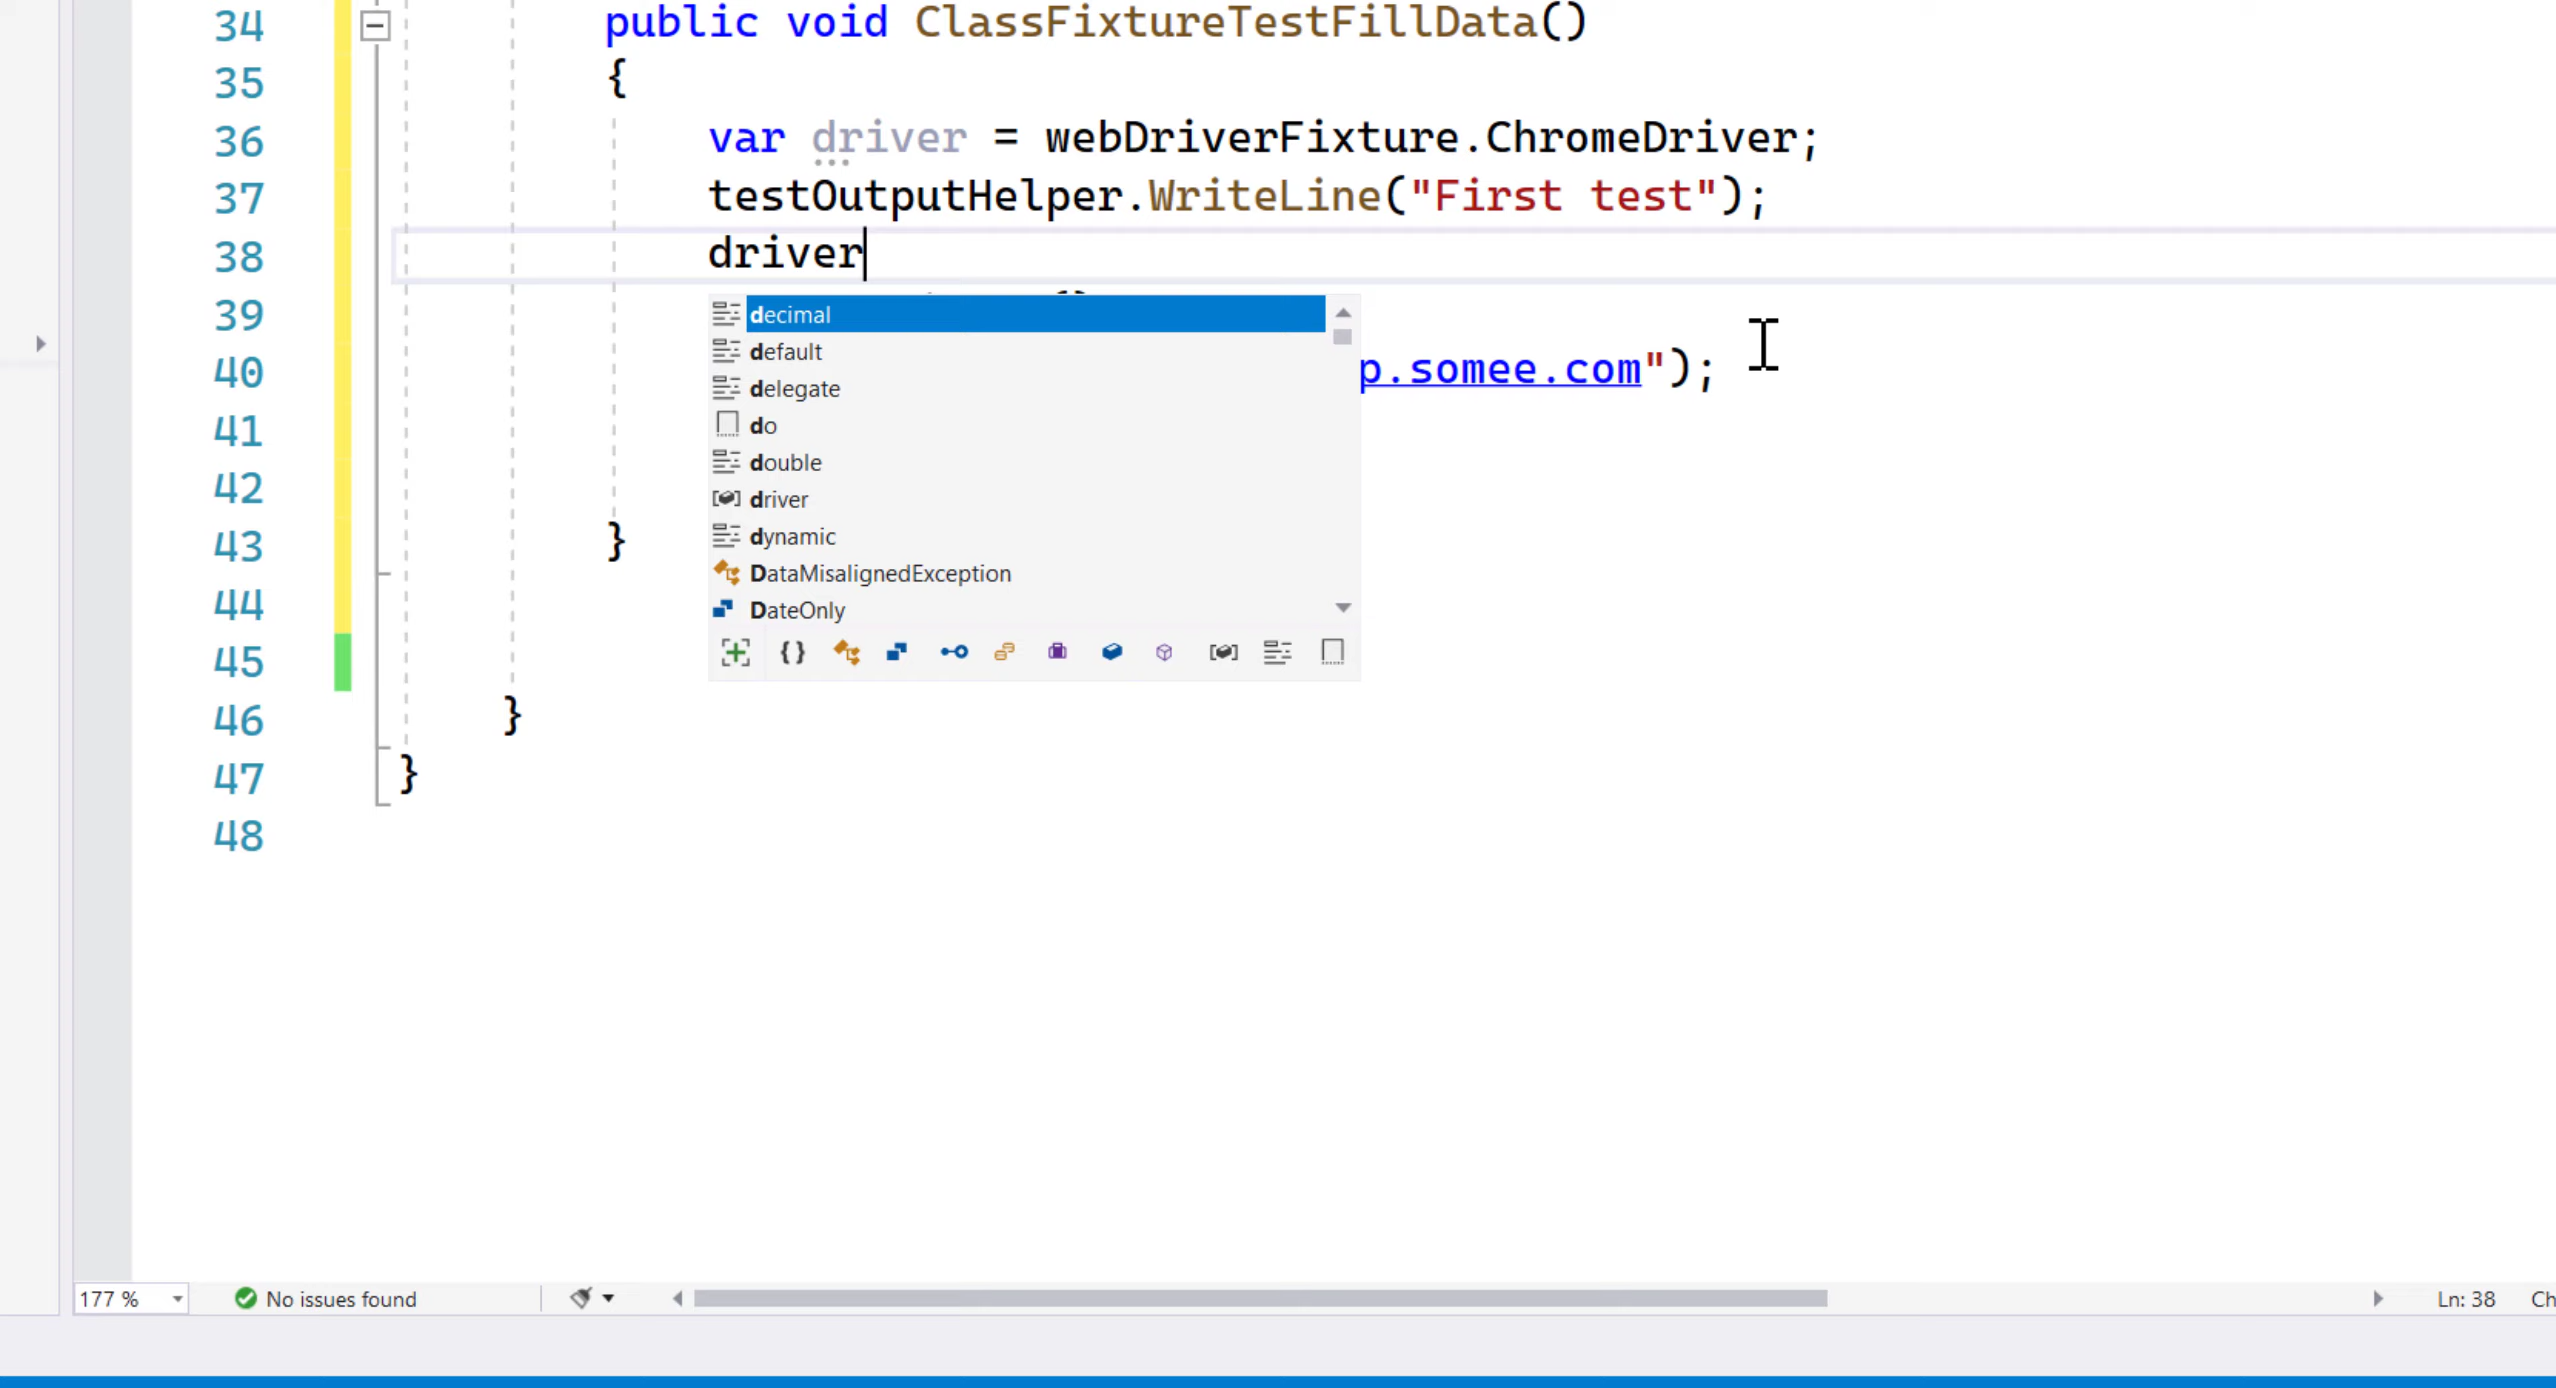 34 public void ClassFixtureTestFillData()
35 {
36 var driver = webDriverFixture.ChromeDriver;
37 testOutputHelper.WriteLine("First test");
38 driver
39
decimal
default
40 p.somee.com");
delegate
41 do
double
42 driver
43 } dynamic
DataMisalignedException
44 DateOnly
45
46 }
47 }
48
177 % No issues found Ln: 38 Ch